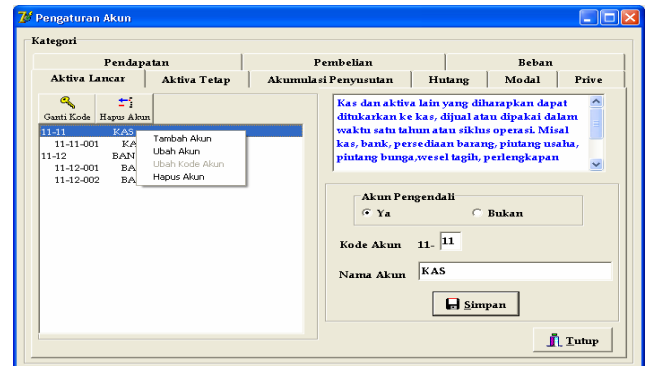 Pengaturan Akun
Kategori
Pendapatan Pembelian Beban
Aktiva Lancar Aktiva Tetap Akumulasi Penyusutan Hutang Modal Prive
Ganti Kode Hapus Akun
11-11 KAS
11-11-001 KA
11-12 BAN
11-12-001 BA
11-12-002 BA
Tambah Akun
Ubah Akun
Ubah Kode Akun
Hapus Akun
Kas dan aktiva lain yang diharapkan dapat
ditukarkan ke kas, dijual atau dipakai dalam
waktu satu tahun atau siklus operasi. Misal
kas, bank, persediaan barang, piutang usaha,
piutang bunga,wesel tagih, perlengkapan
Akun Pengendali
Ya Bukan
Kode Akun 11- 11
Nama Akun KAS
Simpan
Tutup